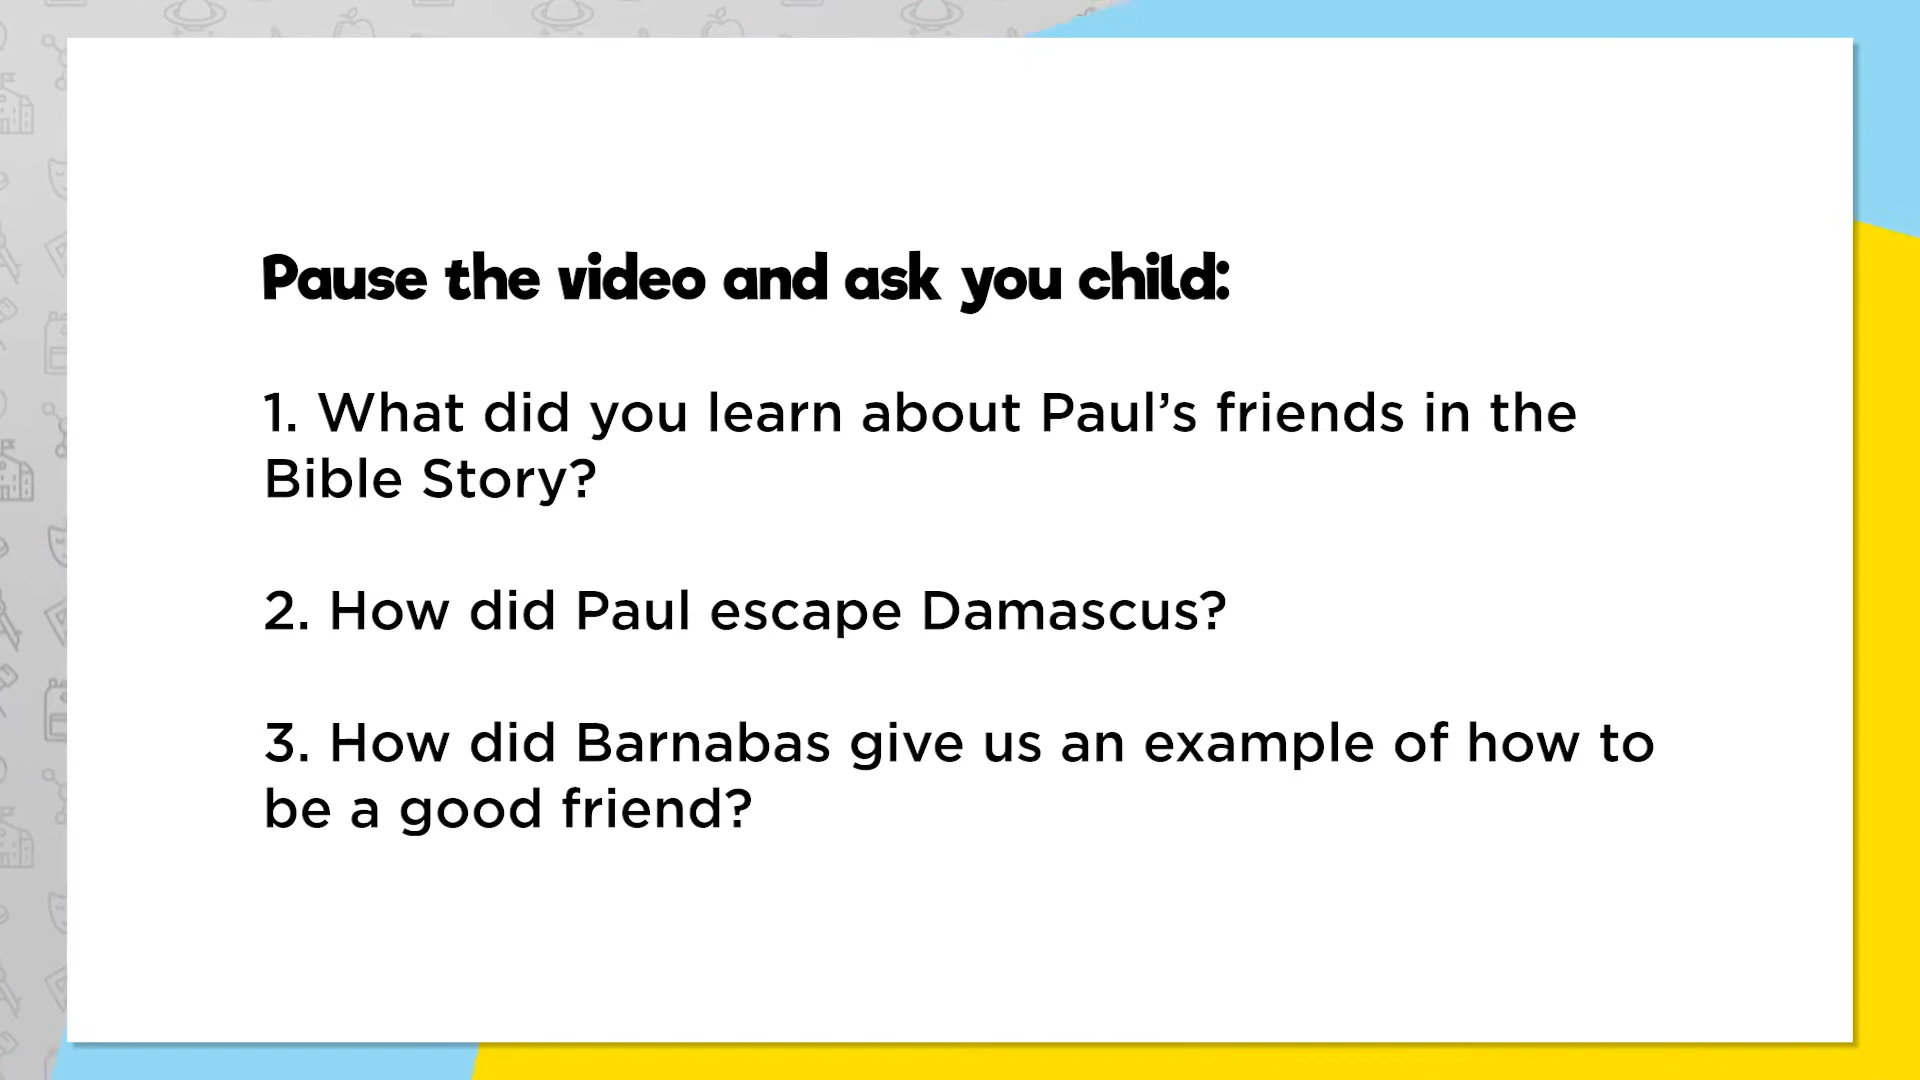 Pause the video and ask you child:
1. What did you learn about Paul’s friends in the
Bible Story?
2. How did Paul escape Damascus?
3. How did Barnabas give us an example of how to
be a good friend?